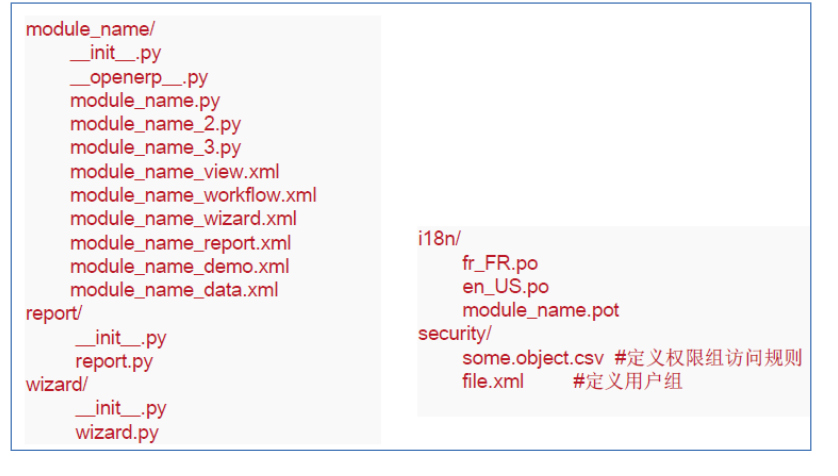 module_name/
__init__.py
__openerp__.py
module_name.py
module_name_2.py
module_name_3.py
module_name_view.xml
module_name_workflow.xml
module_name_wizard.xml
module_name_report.xml
module_name_demo.xml
module_name_data.xml
report/
__init__.py
report.py
wizard/
__init__.py
wizard.py
i18n/
fr_FR.po
en_US.po
module_name.pot
security/
some.object.csv #定义权限组访问规则
file.xml #定义用户组